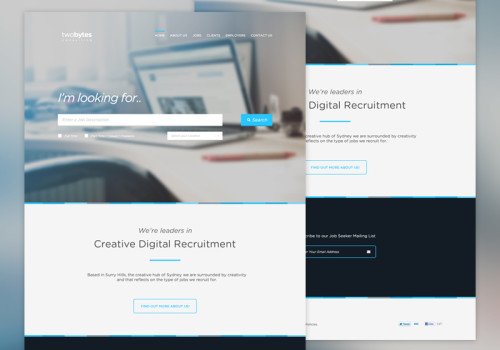 twobytes
HOME ABOUT US JOBS CLIENTS EMPLOYERS CONTACT US
I'm looking for..
Enter a Job Description
Search
We're leaders in
Creative Digital Recruitment
Based in Surry Hills, the creative hub of Sydney we are surrounded by creativity
and that reflects on the type of jobs we recruit for.
FIND OUT MORE ABOUT US!
We're leaders in
Digital Recruitment
creative hub of Sydney we are surrounded by creativity
reflects on the type of jobs we recruit for.
FIND OUT MORE ABOUT US!
to our Job Seeker Mailing List
Your Email Address